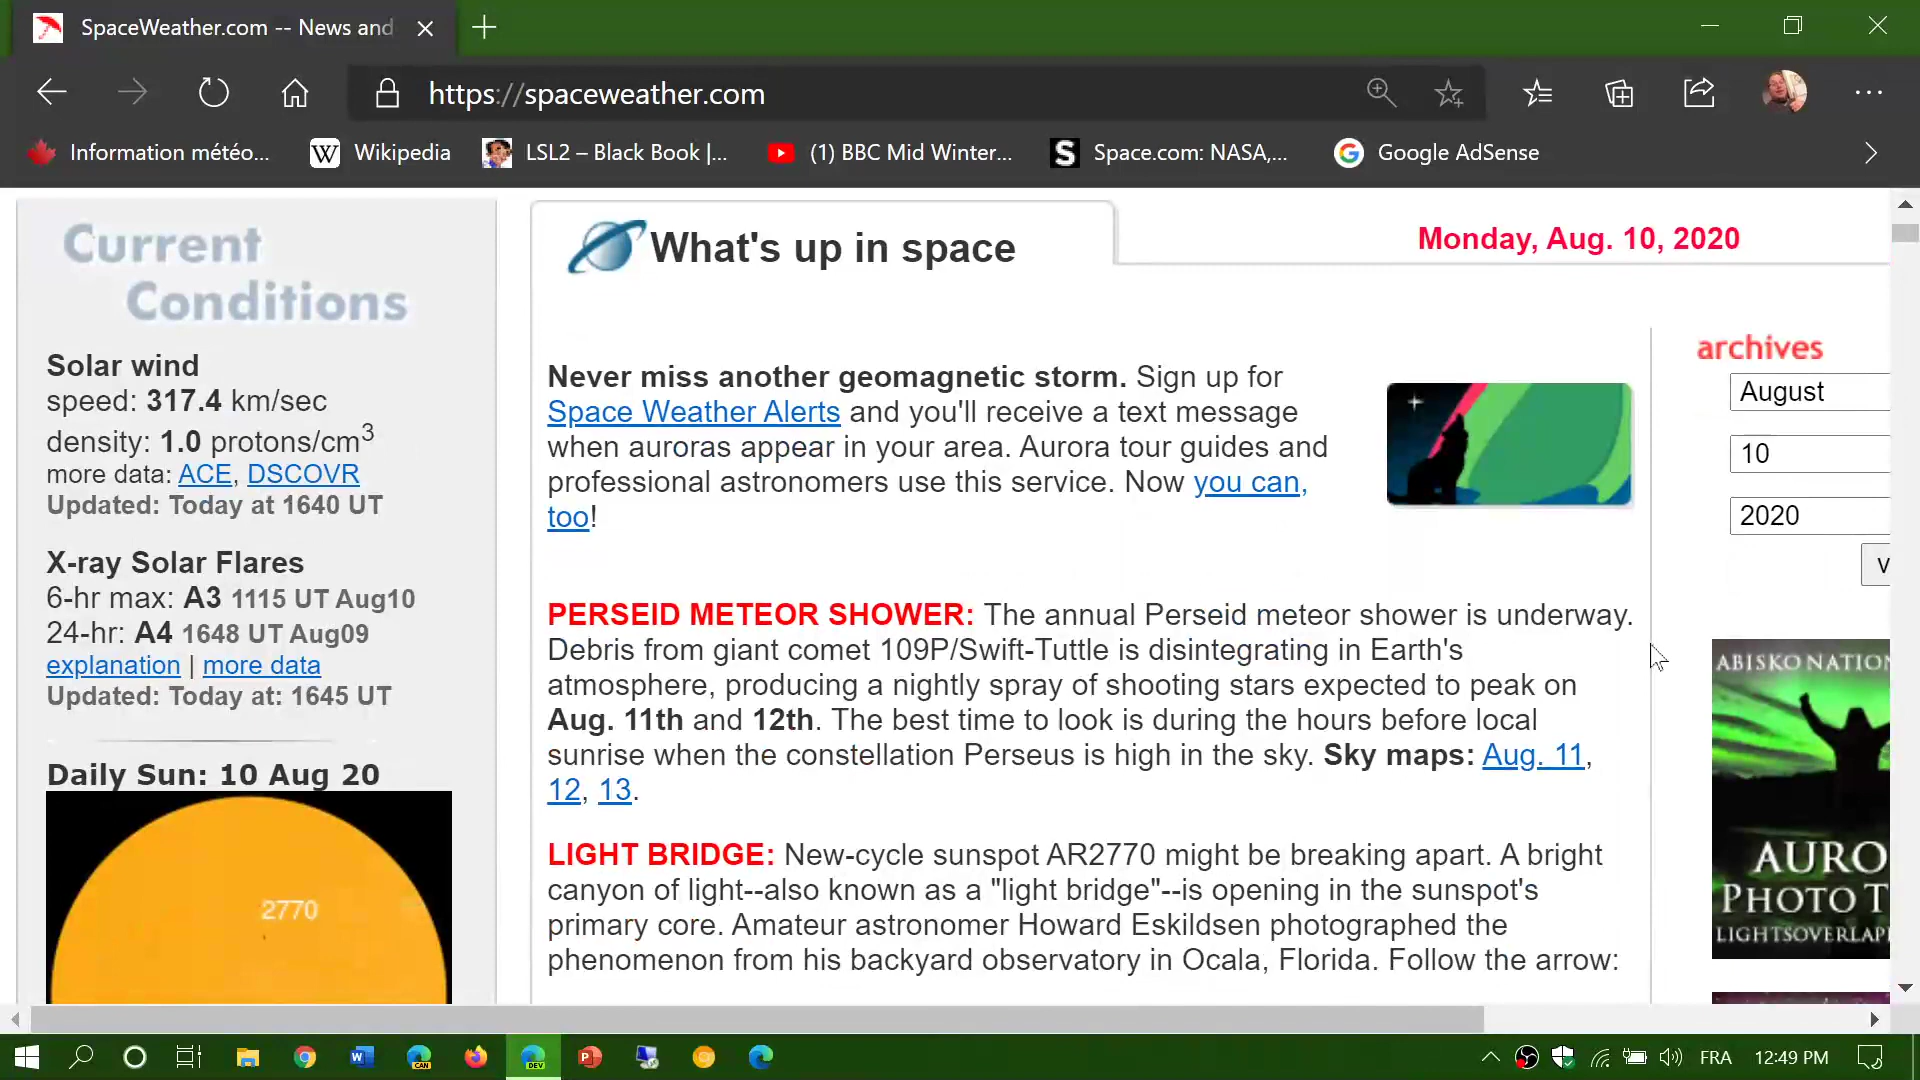 SpaceWeather.com -- News and
https://spaceweather.com
Information météo...
W Wikipedia
LSL2 – Black Book |...
(1) BBC Mid Winter...
S Space.com: NASA,...
G Google AdSense
Current
Conditions
Solar wind
speed: 317.4 km/sec
density: 1.0 protons/cm3
more data: ACE, DSCOVR
Updated: Today at 1640 UT
X-ray Solar Flares
6-hr max: A3 1115 UT Aug10
24-hr: A4 1648 UT Aug09
explanation | more data
Updated: Today at: 1645 UT
Daily Sun: 10 Aug 20
2770
What's up in space
Monday, Aug. 10, 2020
Never miss another geomagnetic storm. Sign up for
Space Weather Alerts and you'll receive a text message
when auroras appear in your area. Aurora tour guides and
professional astronomers use this service. Now you can,
too!
PERSEID METEOR SHOWER: The annual Perseid meteor shower is underway.
Debris from giant comet 109P/Swift-Tuttle is disintegrating in Earth's
atmosphere, producing a nightly spray of shooting stars expected to peak on
Aug. 11th and 12th. The best time to look is during the hours before local
sunrise when the constellation Perseus is high in the sky. Sky maps: Aug. 11,
12, 13.
LIGHT BRIDGE: New-cycle sunspot AR2770 might be breaking apart. A bright
canyon of light--also known as a "light bridge"--is opening in the sunspot's
primary core. Amateur astronomer Howard Eskildsen photographed the
phenomenon from his backyard observatory in Ocala, Florida. Follow the arrow:
archives
August
10
2020
v
ABISKO NATION
AURO
PHOTO T
LIGHTSOVERLAP
W
CAN
DEV
P
FRA
12:49 PM